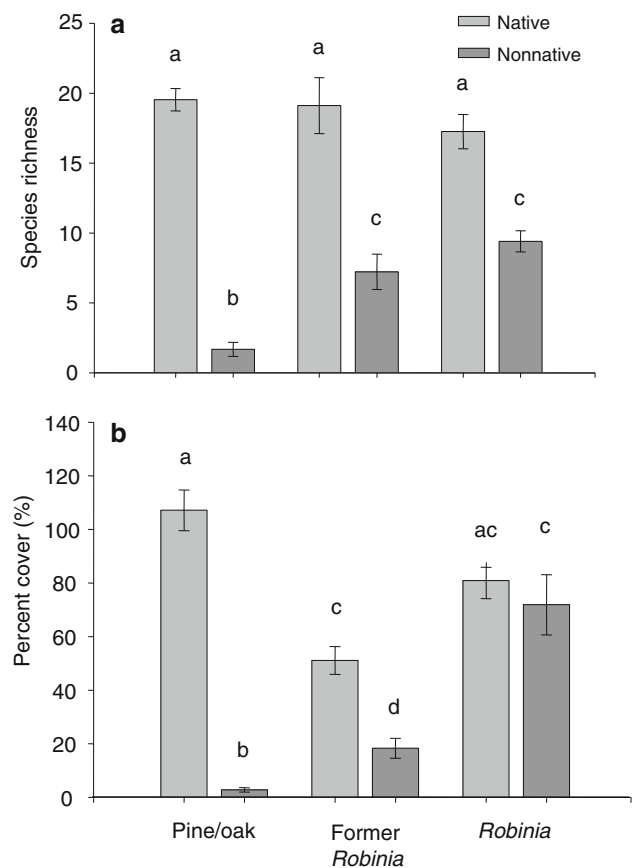 a
Native
Nonnative
25
20
15
10
5
0
Species richness
a
a
a
b
c
c
b
140
120
100
80
60
40
20
0
Percent cover (%)
a
b
c
d
ac
c
Pine/oak
Former
Robinia
Robinia